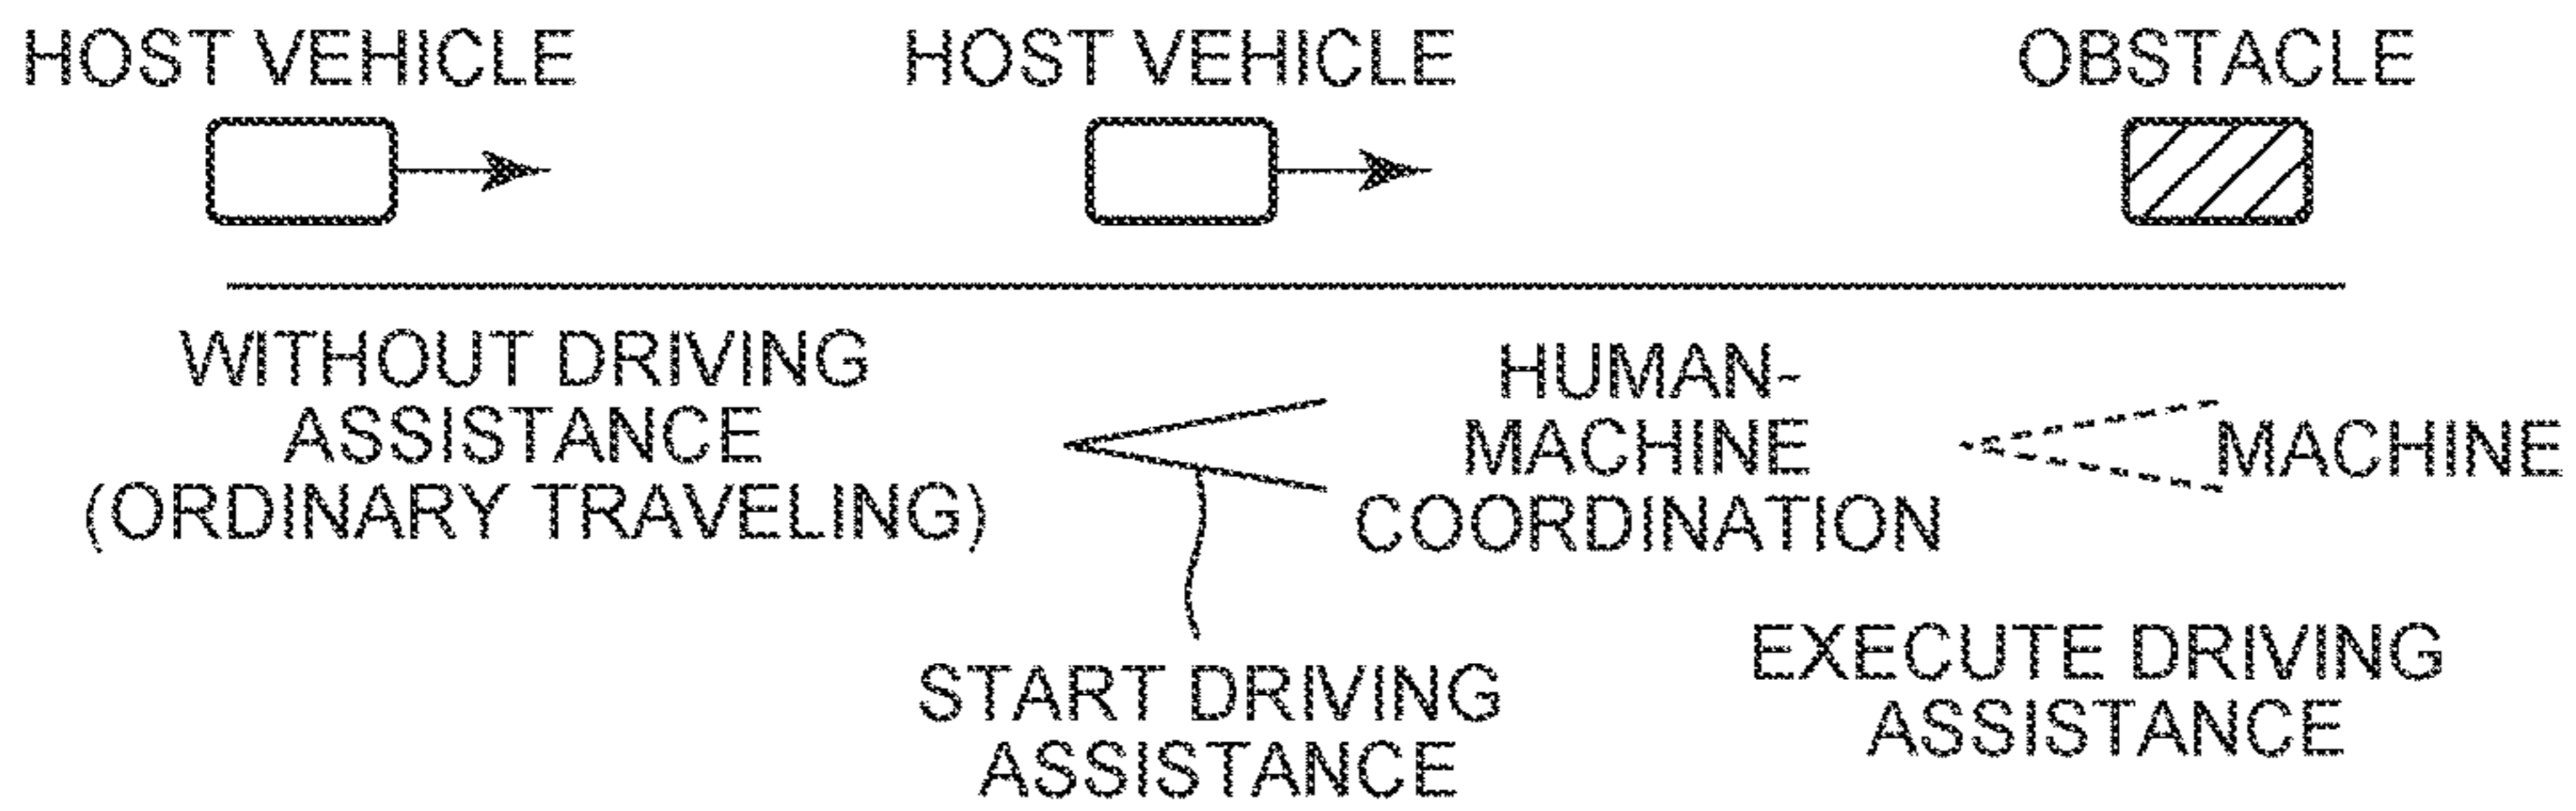 HOST VEHICLE
HOST VEHICLE
OBSTACLE
WITHOUT DRIVING
ASSISTANCE
(ORDINARY TRAVELING)
HUMAN-
MACHINE
COORDINATION
MACHINE
START DRIVING
ASSISTANCE
EXECUTE DRIVING
ASSISTANCE